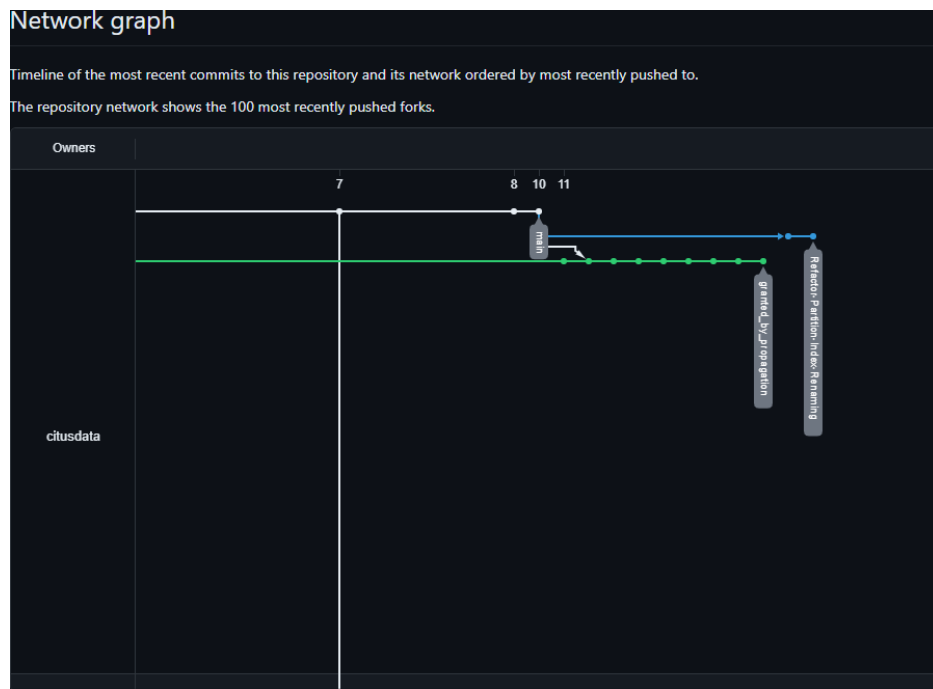 Network graph
Timeline of the most recent commits to this repository and its network ordered by most recently pushed to.
The repository network shows the 100 most recently pushed forks.
Owners
7 8 10 11
main
granted_by_propagation
Refactor-Partition-Index-Renaming
citusdata